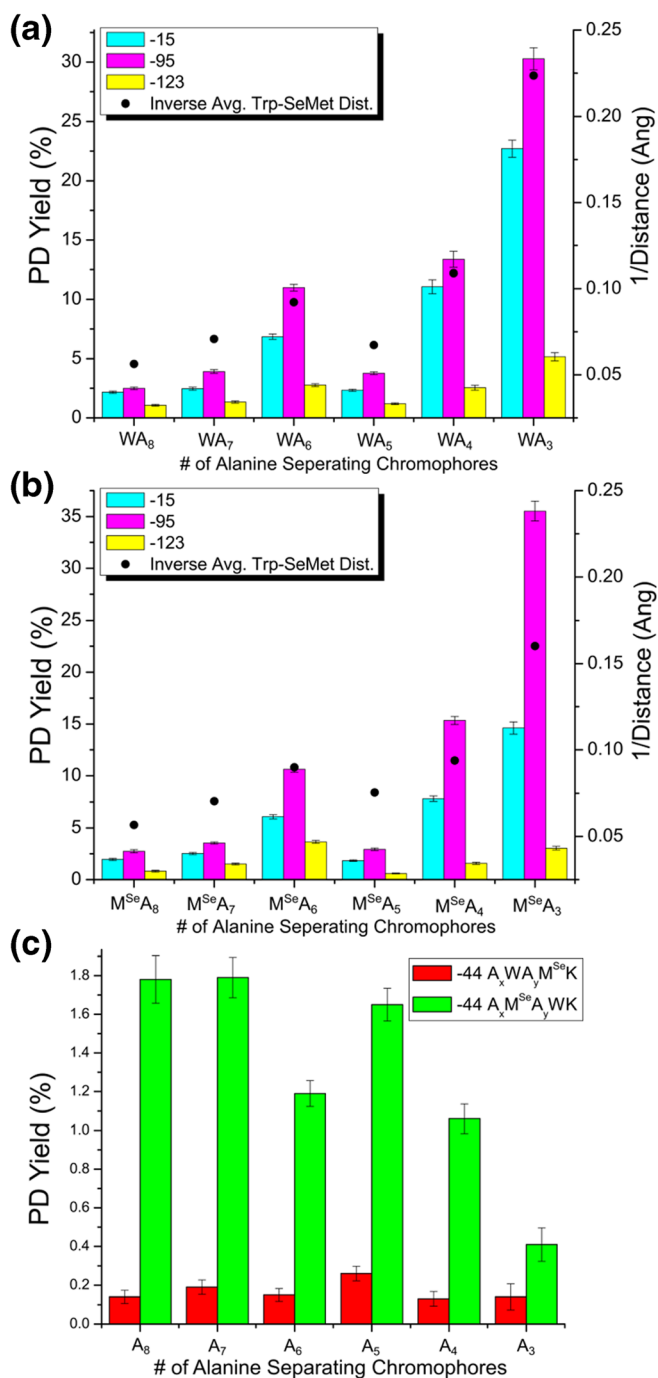 (a)
-15
-95
-123
Inverse Avg. Trp-SeMet Dist.
PD Yield (%)
30
25
20
15
10
5
0
1/Distance (Ang)
0.25
0.20
0.15
0.10
0.05
WA8 WA7 WA6 WA5 WA4 WA3
# of Alanine Seperating Chromophores
(b)
-15
-95
-123
Inverse Avg. Trp-SeMet Dist.
PD Yield (%)
35
30
25
20
15
10
5
0
1/Distance (Ang)
0.25
0.20
0.15
0.10
0.05
MSeA8 MSeA7 MSeA6 MSeA5 MSeA4 MSeA3
# of Alanine Seperating Chromophores
(c)
-44 AxWAyMSeK
-44 AxMSeAyWK
PD Yield (%)
1.8
1.6
1.4
1.2
1.0
0.8
0.6
0.4
0.2
0.0
A8 A7 A6 A5 A4 A3
# of Alanine Separating Chromophores